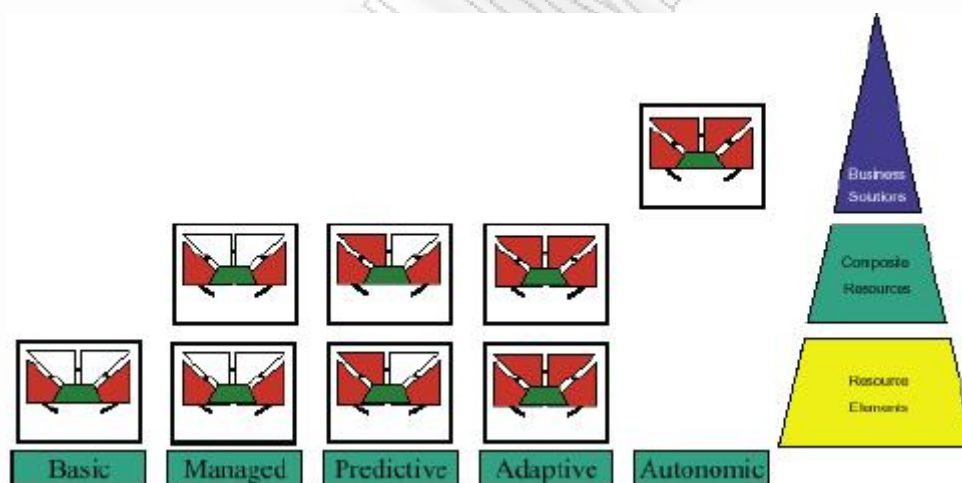 Business
Solutions
Composite
Resources
Resource
Elements
Basic
Managed
Predictive
Adaptive
Autonomic